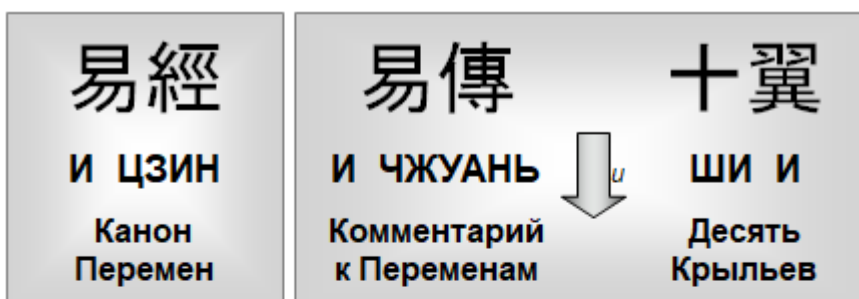 易經
И ЦЗИН
Канон
Перемен
易傳 十翼
И ЧЖУАНЬ и ШИ И
Комментарий Десять
к Переменам Крыльев